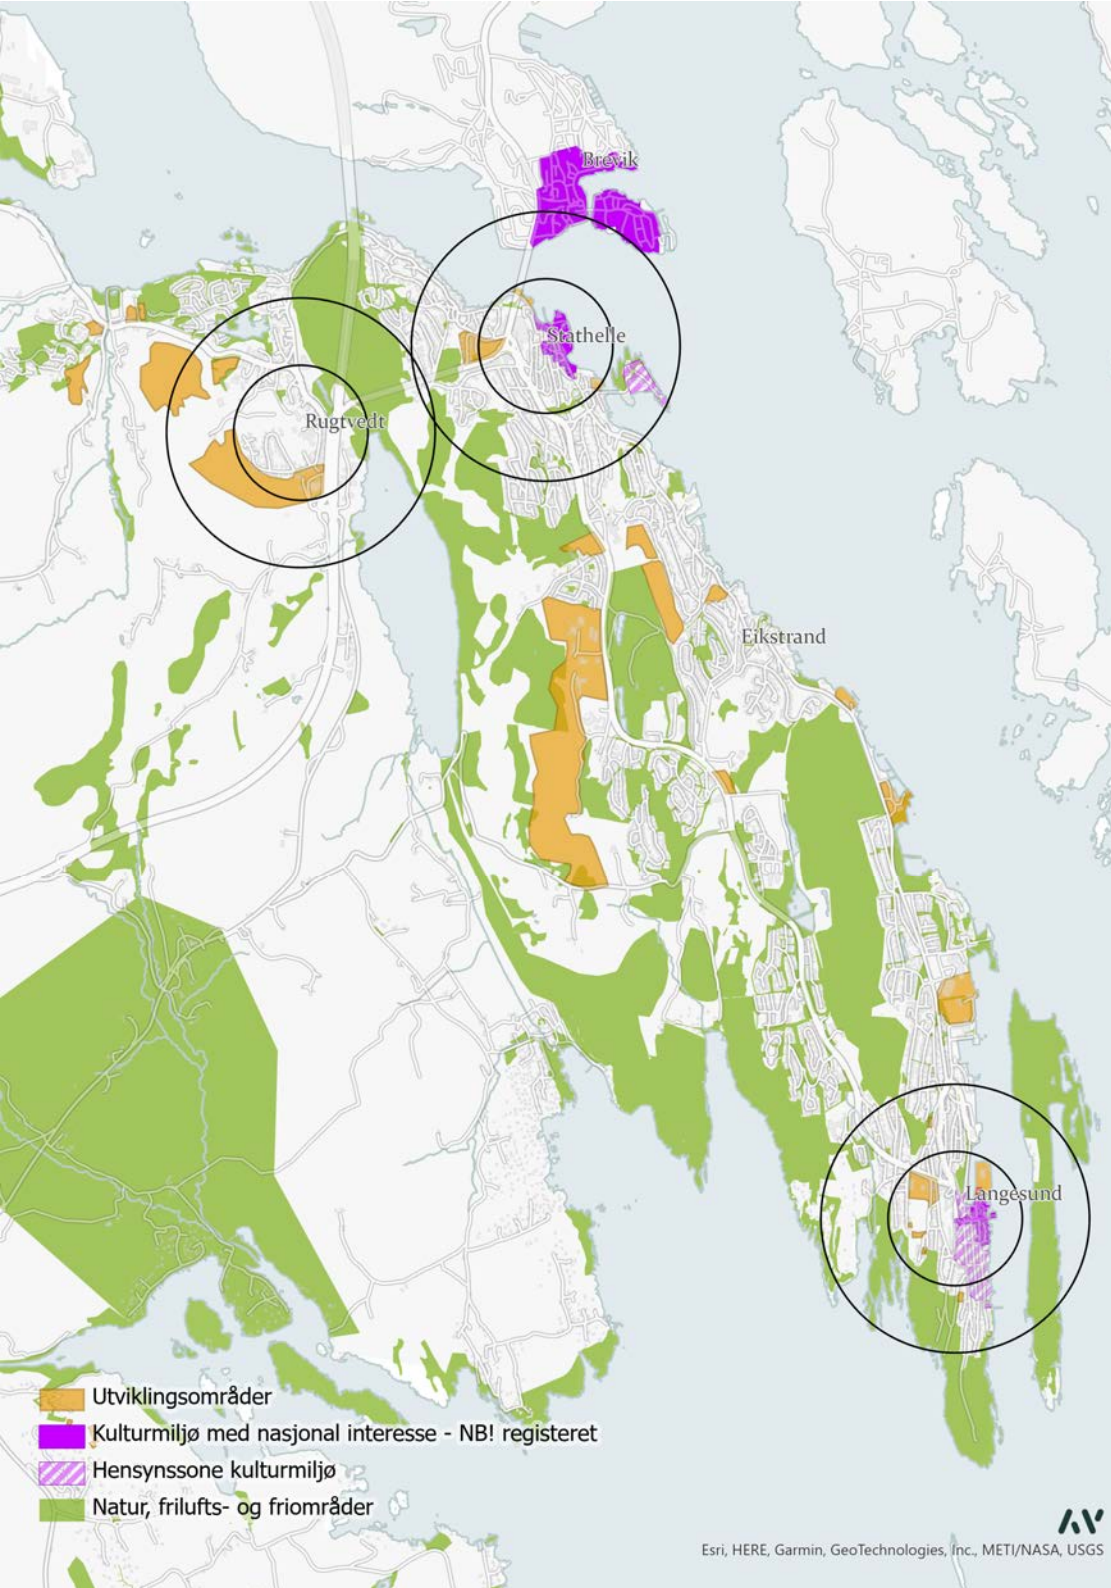 Brevik
Stathelle
Rugtvedt
Eikstrand
Langesund
Utviklingsområder
Kulturmiljø med nasjonal interesse - NB! registeret
Hensynssone kulturmiljø
Natur, frilufts- og friområder
Esri, HERE, Garmin, GeoTechnologies, Inc., METI/NASA, USGS